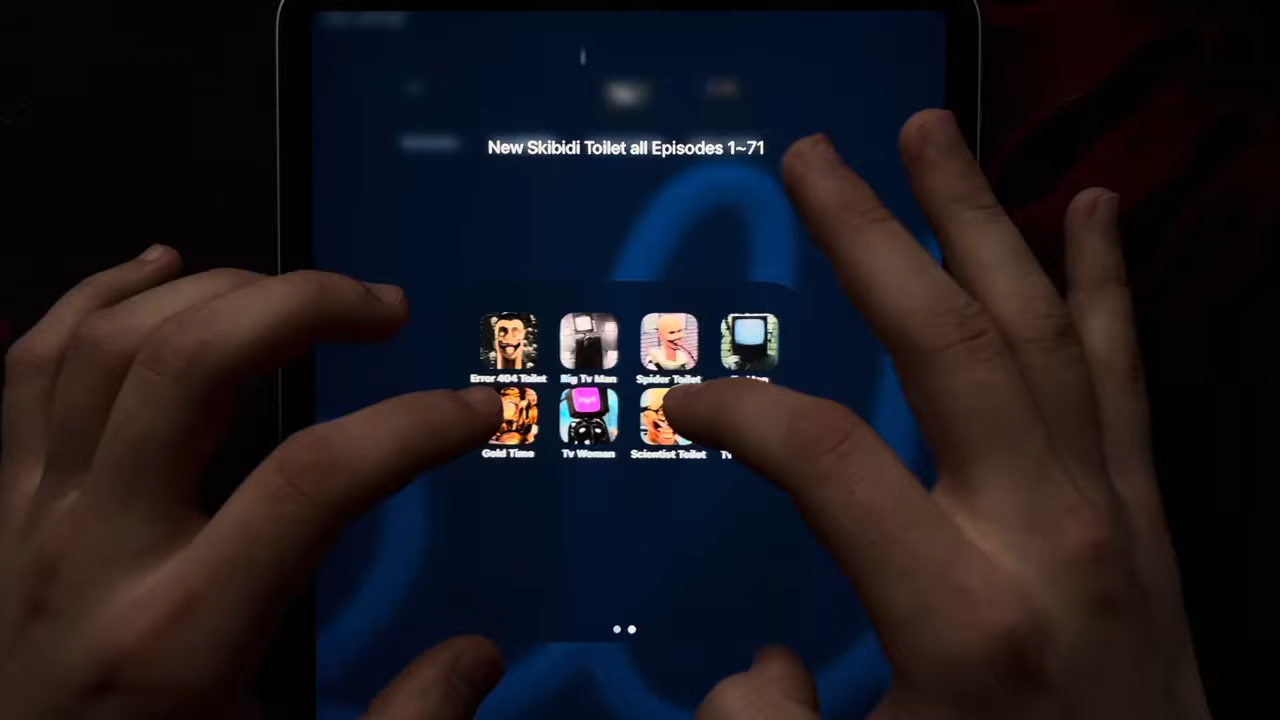 New Skibidi Toilet all Episodes 1~71
Error 404 Toilet Big Tv Man Spider Toilet
Gold Time Tv Woman Scientist Toilet